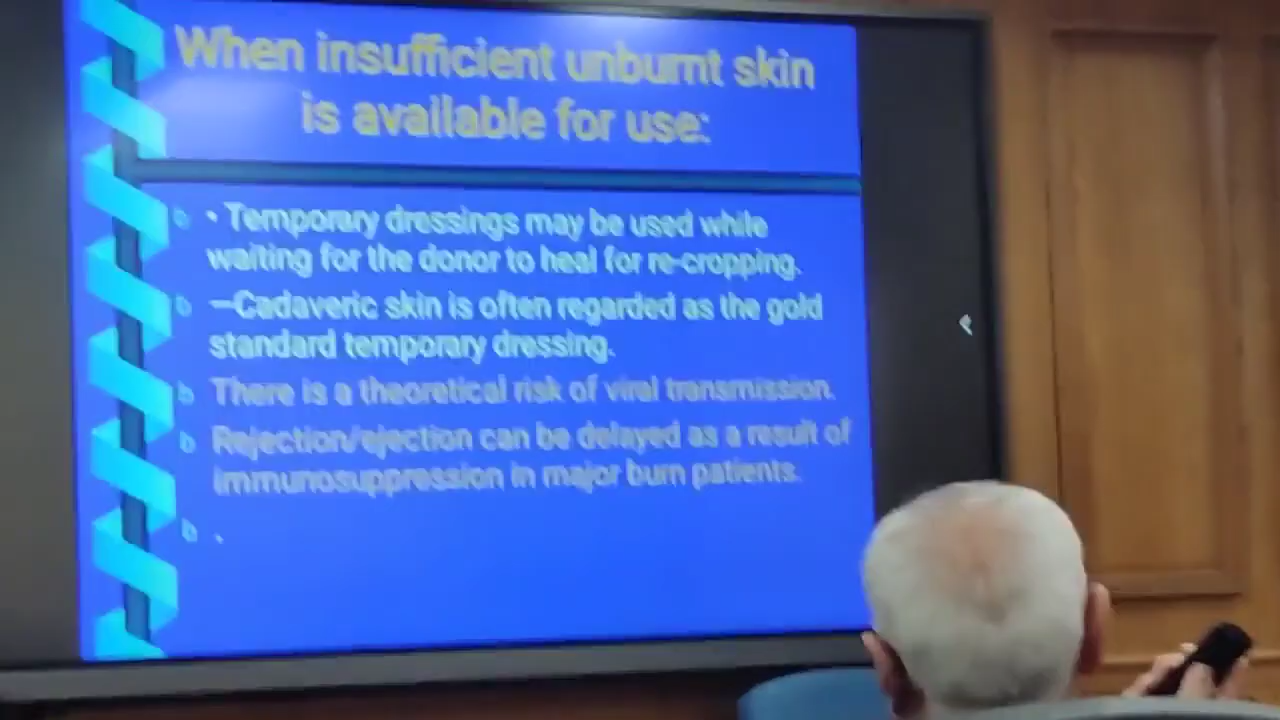 When insufficient unburnt skin
is available for use:
• Temporary dressings may be used while
waiting for the donor to heal for re-cropping.
–Cadaveric skin is often regarded as the gold
standard temporary dressing.
There is a theoretical risk of viral transmission.
Rejection/ejection can be delayed as a result of
immunosuppression in major burn patients.
.